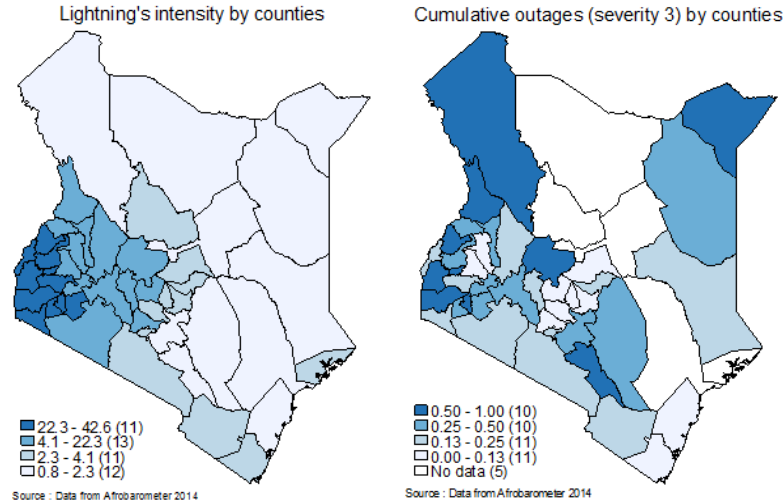 Lightning's intensity by counties
22.3 - 42.6 (11)
4.1 - 22.3 (13)
2.3 - 4.1 (11)
0.8 - 2.3 (12)
Source : Data from Afrobarometer 2014
Cumulative outages (severity 3) by counties
0.50 - 1.00 (10)
0.25 - 0.50 (10)
0.13 - 0.25 (11)
0.00 - 0.13 (11)
No data (5)
Source : Data from Afrobarometer 2014